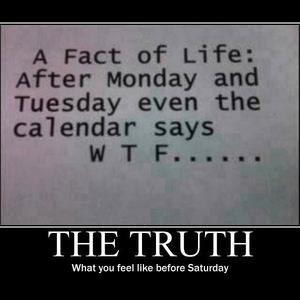 A Fact of Life:
After Monday and
Tuesday even the
calendar says
W T F......
THE TRUTH
What you feel like before Saturday